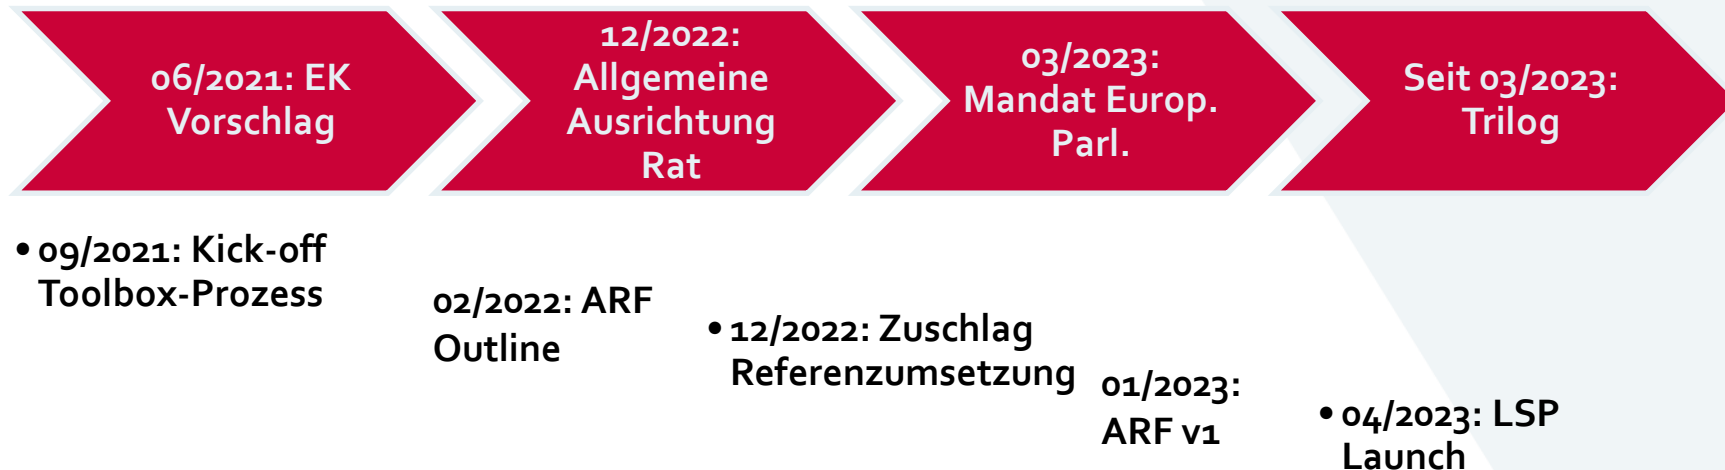 06/2021: EK
Vorschlag
12/2022:
Allgemeine
Ausrichtung
Rat
03/2023:
Mandat Europ.
Parl.
Seit 03/2023:
Trilog
• 09/2021: Kick-off
Toolbox-Prozess
02/2022: ARF
Outline
• 12/2022: Zuschlag
Referenzumsetzung
01/2023:
ARF v1
• 04/2023: LSP
Launch